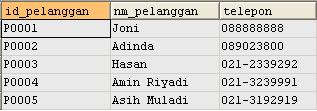 id_pelanggan nm_pelanggan telepon
P0001 Joni 088888888
P0002 Adinda 089023800
P0003 Hasan 021-2339292
P0004 Amin Riyadi 021-3239991
P0005 Asih Muladi 021-3192919